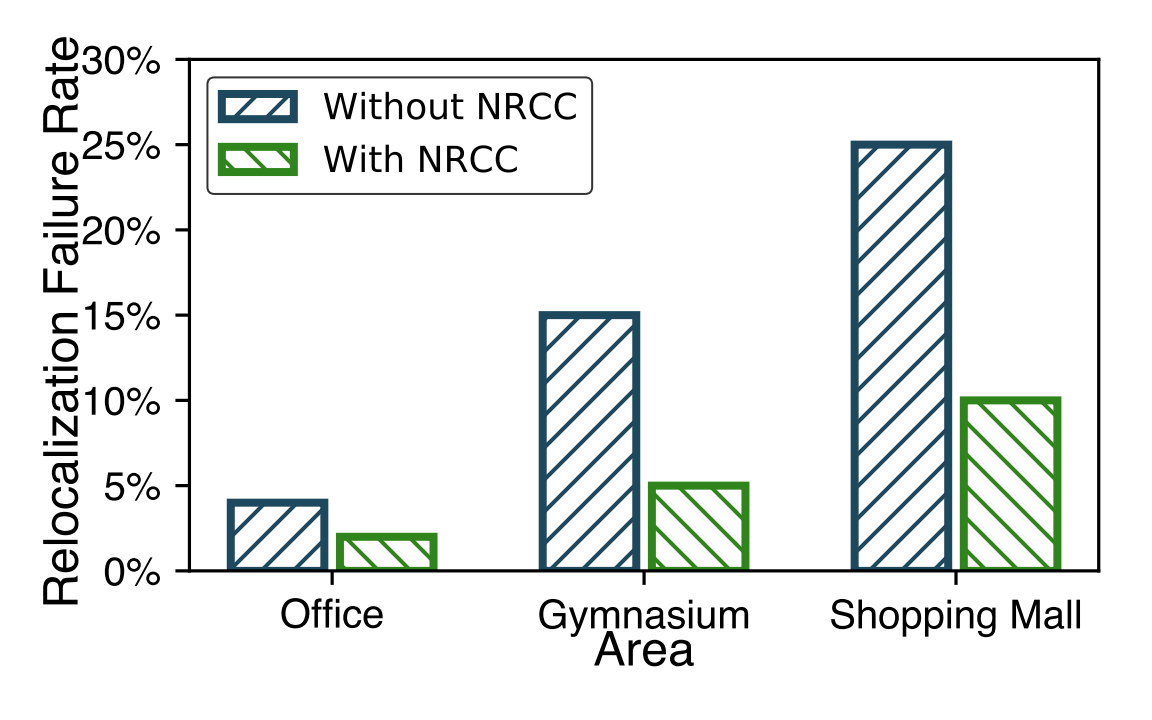 Relocalization Failure Rate
30%
25%
20%
15%
10%
5%
0%
Without NRCC
With NRCC
Office
Gymnasium
Shopping Mall
Area